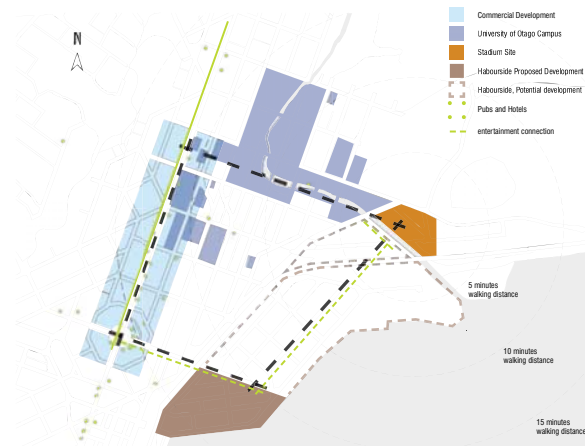 N
Commercial Development
University of Otago Campus
Stadium Site
Habourside Proposed Development
Habourside, Potential development
Pubs and Hotels
entertainment connection
5 minutes
walking distance
10 minutes
walking distance
15 minutes
walking distance